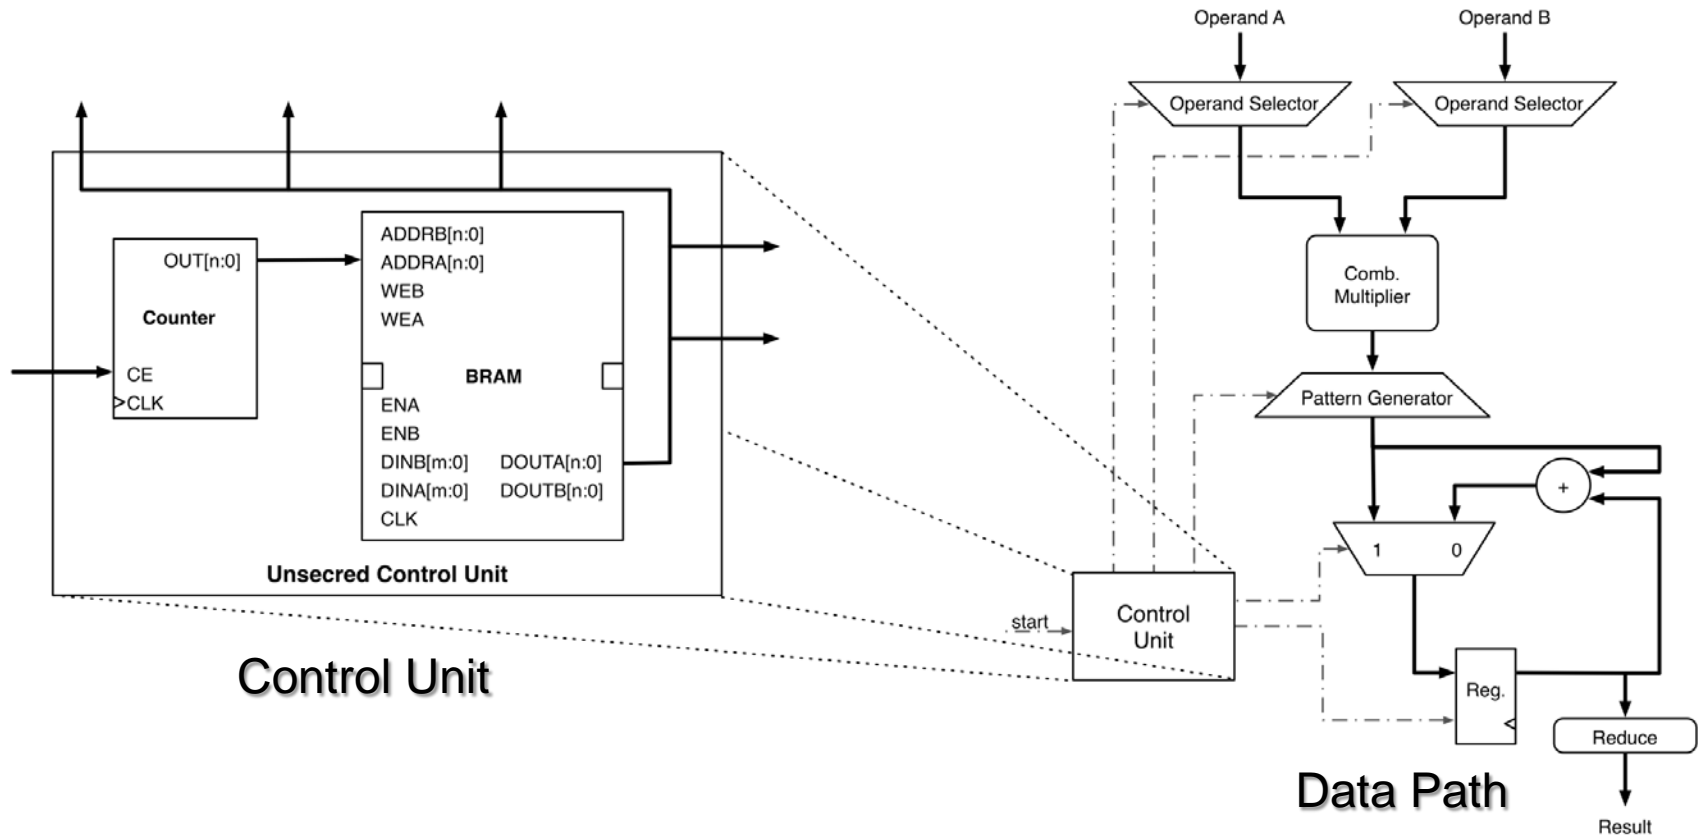 OUT[n:0]
Counter
CE
>CLK
ADDRB[n:0]
ADDRA[n:0]
WEB
WEA
BRAM
ENA
ENB
DINB[m:0] DOUTA[n:0]
DINA[m:0] DOUTB[n:0]
CLK
Unsecred Control Unit
Control Unit
Operand A
Operand B
Operand Selector
Operand Selector
Comb.
Multiplier
Pattern Generator
+
1 0
start
Control
Unit
Reg.
Reduce
Result
Data Path